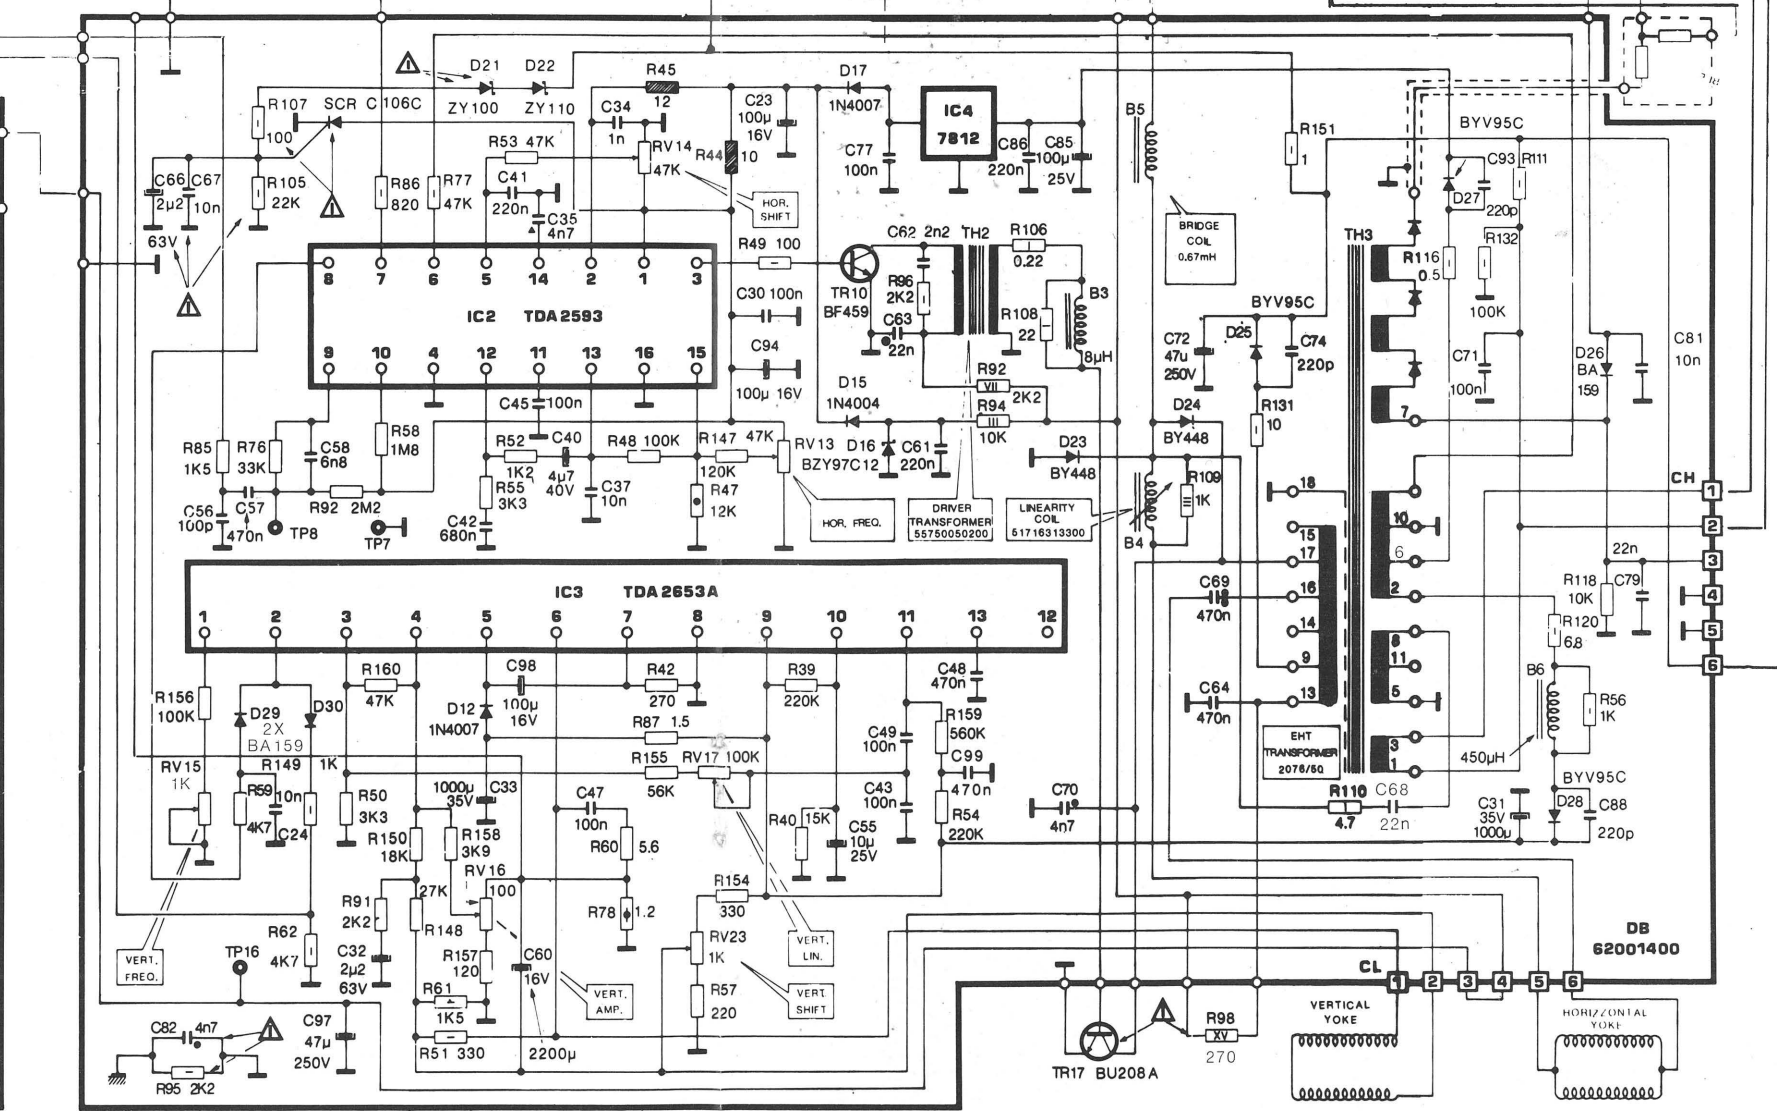 D21
D22
R45
D17
R107
SCR C 106C
ZY100
ZY110
12
C34
1n
C23
100µ
16V
1N4007
IC4
7812
B5
BYV95C
R151
1
100
R53 47K
RV14
47K
R44
10
C77
100n
C86
220n
C85
100µ
25V
C93
R111
C66
2µ2
C67
10n
R105
22K
R86
820
R77
47K
C41
220n
C35
4n7
HOR.
SHIFT
D27
220p
63V
R49 100
C62 2n2
TH2
R106
0.22
BRIDGE
COIL
0.67mH
TH3
R116
0.5
R132
100K
8
7
6
5
14
2
1
3
IC2 TDA2593
9
10
4
12
11
13
16
15
C30 100n
C94
100µ 16V
TR10
BF459
R96
2K2
C63
22n
R108
22
B3
8µH
BYV95C
D25
C72
47u
250V
C74
220p
C71
100n
D26
BA
159
C81
10n
R92
VII
2K2
D15
1N4004
R94
III
10K
D24
BY448
R131
10
7
C45
100n
R85
1K5
R76
33K
C58
6n8
R58
1M8
R52
1K2
C40
4µ7
40V
R48 100K
R147
120K
47K
RV13
D16
BZY97C12
C61
220n
D23
BY448
R109
1K
B4
R55
3K3
C37
10n
R47
12K
C56
100p
C57
470n
R92 2M2
TP8
TP7
C42
680n
HOR. FREQ.
DRIVER
TRANSFORMER
55750050200
LINEARITY
COIL
51716313300
18
15
17
16
14
9
13
10
6
2
8
11
5
3
1
CH
1
2
3
4
5
6
22n
C79
R118
10K
R120
6.8
IC3 TDA2653A
1
2
3
4
5
6
7
8
9
10
11
13
12
C69
470n
C64
470n
R156
100K
D29
2X
BA159
D30
R160
47K
C98
100µ
16V
R42
270
R39
220K
C48
470n
D12
1N4007
R87 1.5
C49
100n
R159
560K
B6
R56
1K
EHT
TRANSFORMER
2076/50
450µH
RV15
1K
R149
1K
R155
56K
RV17 100K
C99
470n
R59
4K7
10n
C24
R50
3K3
1000µ
35V
C33
C47
100n
C43
100n
R54
220K
C70
4n7
R110
4.7
C68
22n
C31
35V
1000µ
BYV95C
D28
C88
220p
R150
18K
R158
3K9
R60
5.6
R40
15K
C55
10µ
25V
RV16
100
27K
R148
R154
330
R91
2K2
R78
1.2
R62
4K7
VERT.
FREQ.
TP16
C32
2µ2
63V
R157
120
C60
16V
RV23
1K
VERT.
LIN.
DB
62001400
CL
1
2
3
4
5
6
R61
1K5
VERT.
AMP.
R57
220
VERT
SHIFT
C82
4n7
R95 2K2
C97
47µ
250V
R51 330
2200µ
TR17 BU208A
R98
XV
270
VERTICAL
YOKE
HORIZZONTAL
YOKE